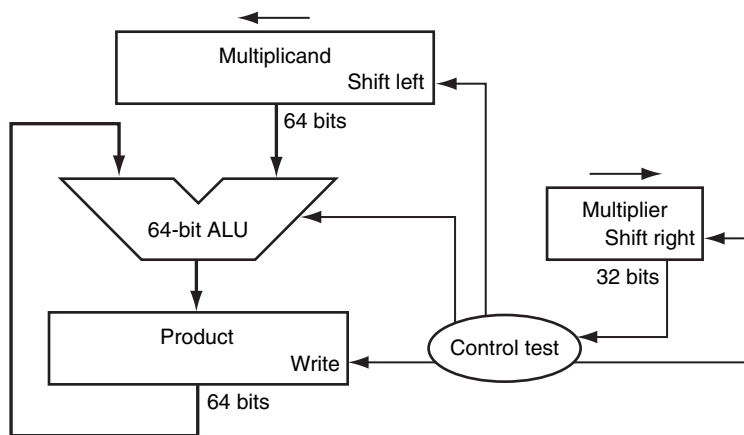 Multiplicand
Shift left
64 bits
64-bit ALU
Multiplier
Shift right
32 bits
Product
Write
Control test
64 bits